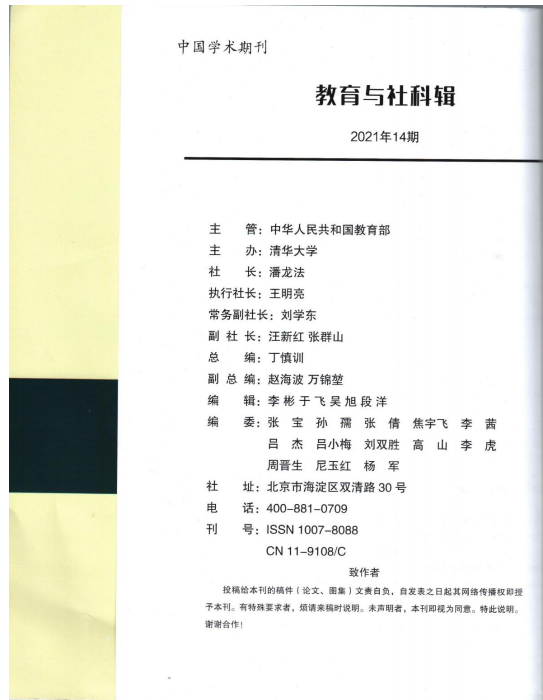 中国学术期刊
教育与社科辑
2021年14期
主 管：中华人民共和国教育部
主 办：清华大学
社 长：潘龙法
执行社长：王明亮
常务副社长：刘学东
副 社 长：汪新红 张群山
总 编：丁慎训
副 总 编：赵海波 万锦堃
编 辑：李 彬 于 飞 吴 旭 段 洋
编 委：张 宝 孙 孺 张 倩 焦宇飞 李 茜
吕 杰 吕小梅 刘双胜 高 山 李 虎
周晋生 尼玉红 杨 军
社 址：北京市海淀区双清路 30 号
电 话：400-881-0709
刊 号：ISSN 1007-8088
CN 11-9108/C
致作者
投稿给本刊的稿件（论文、图集）文责自负，自发表之日起其网络传播权即授
予本刊。有特殊要求者，烦请来稿时说明。未声明者，本刊即视为同意。特此说明。
谢谢合作！